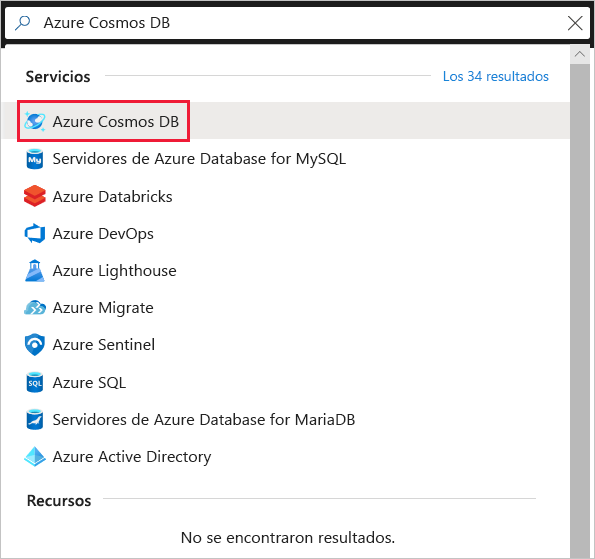 Azure Cosmos DB
Servicios
Los 34 resultados
Azure Cosmos DB
Servidores de Azure Database for MySQL
Azure Databricks
Azure DevOps
Azure Lighthouse
Azure Migrate
Azure Sentinel
Azure SQL
Servidores de Azure Database for MariaDB
Azure Active Directory
Recursos
No se encontraron resultados.